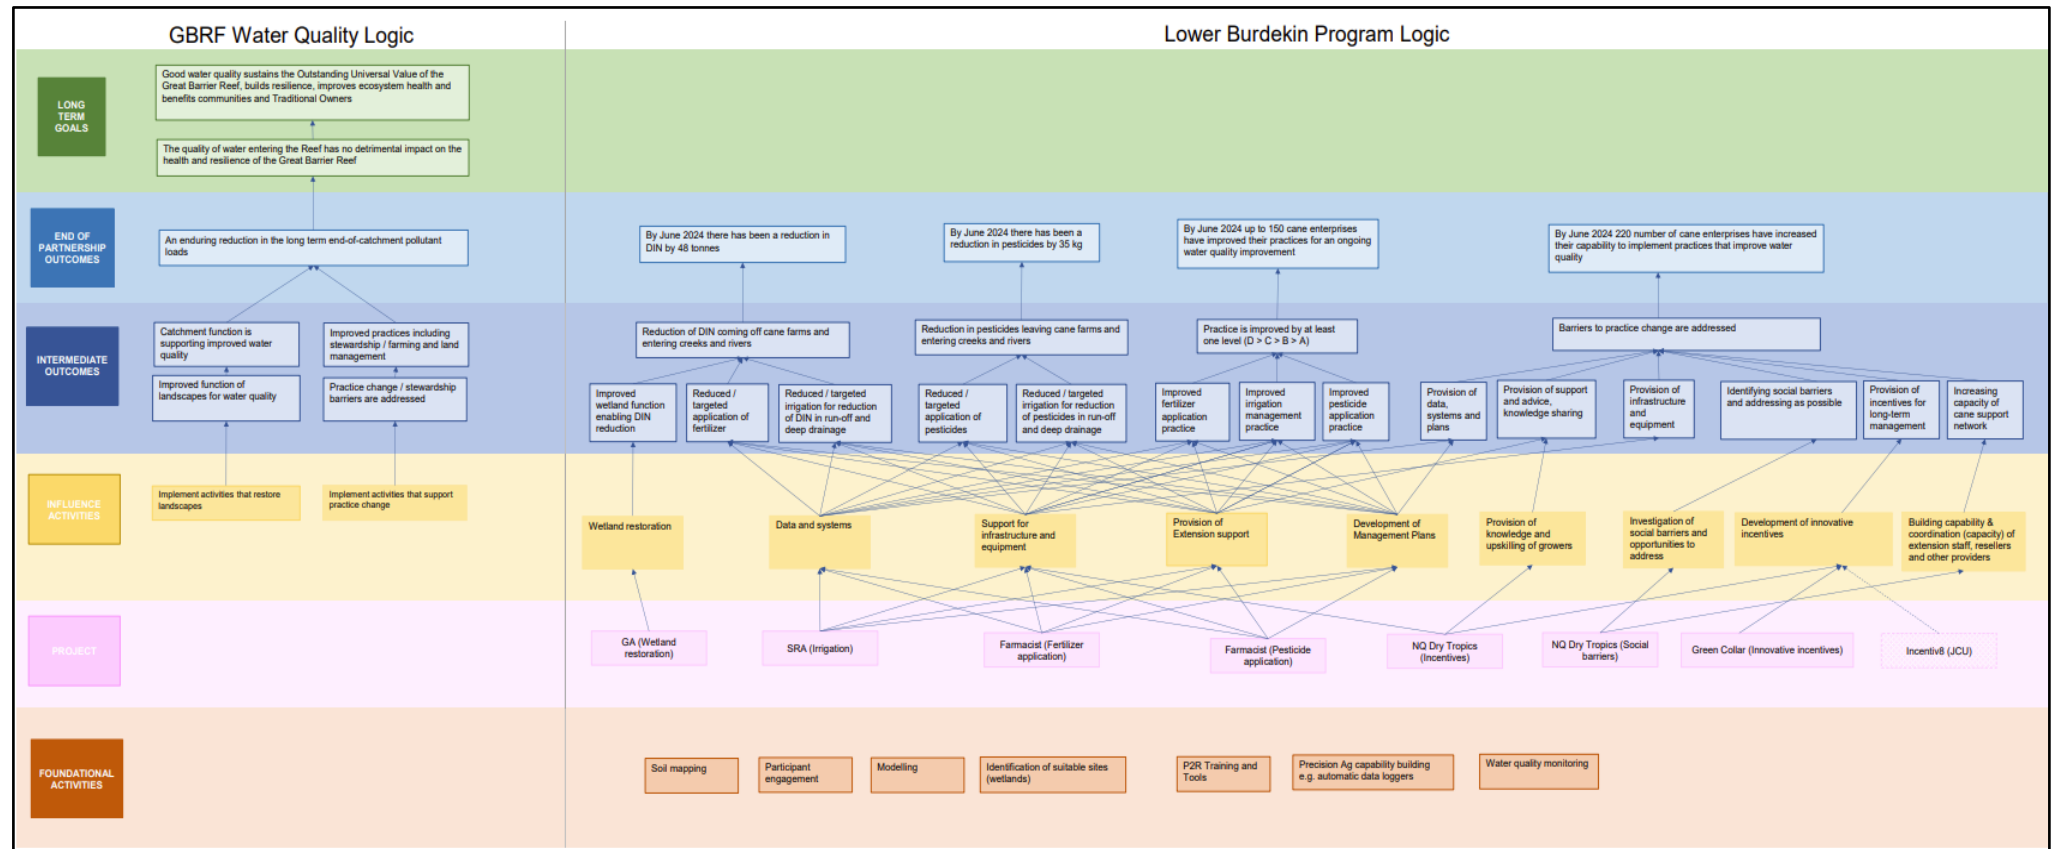 GBRF Water Quality Logic
Lower Burdekin Program Logic
LONG
TERM
GOALS
Good water quality sustains the Outstanding Universal Value of the
Great Barrier Reef, builds resilience, improves ecosystem health and
benefits communities and Traditional Owners
The quality of water entering the Reef has no detrimental impact on the
health and resilience of the Great Barrier Reef
END OF
PARTNERSHIP
OUTCOMES
An enduring reduction in the long term end-of-catchment pollutant
loads
By June 2024 there has been a reduction in
DIN by 48 tonnes
By June 2024 there has been a
reduction in pesticides by 35 kg
By June 2024 up to 150 cane enterprises
have improved their practices for an ongoing
water quality improvement
By June 2024 220 number of cane enterprises have increased
their capability to implement practices that improve water
quality
INTERMEDIATE
OUTCOMES
Catchment function is
supporting improved water
quality
Improved practices including
stewardship / farming and land
management
Reduction of DIN coming off cane farms and
entering creeks and rivers
Reduction in pesticides leaving cane farms and
entering creeks and rivers
Practice is improved by at least
one level (D > C > B > A)
Barriers to practice change are addressed
Improved function of
landscapes for water quality
Practice change / stewardship
barriers are addressed
Improved
wetland function
enabling DIN
reduction
Reduced /
targeted
application of
fertilizer
Reduced / targeted
irrigation for reduction
of DIN in run-off and
deep drainage
Reduced /
targeted
application of
pesticides
Reduced / targeted
irrigation for reduction
of pesticides in run-off
and deep drainage
Improved
fertilizer
application
practice
Improved
irrigation
management
practice
Improved
pesticide
application
practice
Provision of
data,
systems and
plans
Provision of support
and advice,
knowledge sharing
Provision of
infrastructure
and
equipment
Identifying social barriers
and addressing as possible
Provision of
incentives for
long-term
management
Increasing
capacity of
cane support
network
INFLUENCE
ACTIVITIES
Implement activities that restore
landscapes
Implement activities that support
practice change
Wetland restoration
Data and systems
Support for
infrastructure and
equipment
Provision of
Extension support
Development of
Management Plans
Provision of
knowledge and
upskilling of growers
Investigation of
social barriers and
opportunities to
address
Development of innovative
incentives
Building capability &
coordination (capacity) of
extension staff, resellers
and other providers
PROJECT
GA (Wetland
restoration)
SRA (Irrigation)
Farmacist (Fertilizer
application)
Farmacist (Pesticide
application)
NQ Dry Tropics
(Incentives)
NQ Dry Tropics (Social
barriers)
Green Collar (Innovative incentives)
Incentivß (JCU)
FOUNDATIONAL
ACTIVITIES
Soil mapping
Participant
engagement
Modelling
Identification of suitable sites
(wetlands)
P2R Training and
Tools
Precision Ag capability building
e.g. automatic data loggers
Water quality monitoring